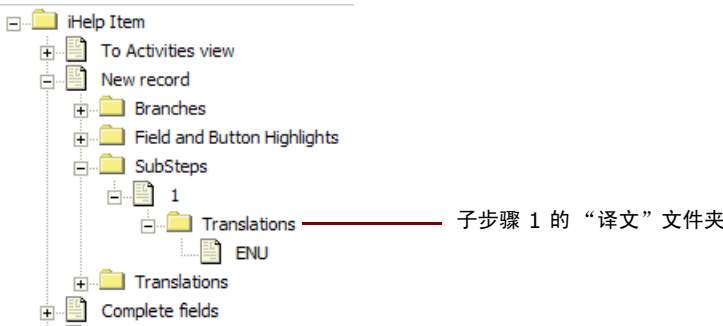 iHelp Item
To Activities view
New record
Branches
Field and Button Highlights
SubSteps
1
Translations 子步骤 1 的 “译文” 文件夹
ENU
Translations
Complete fields